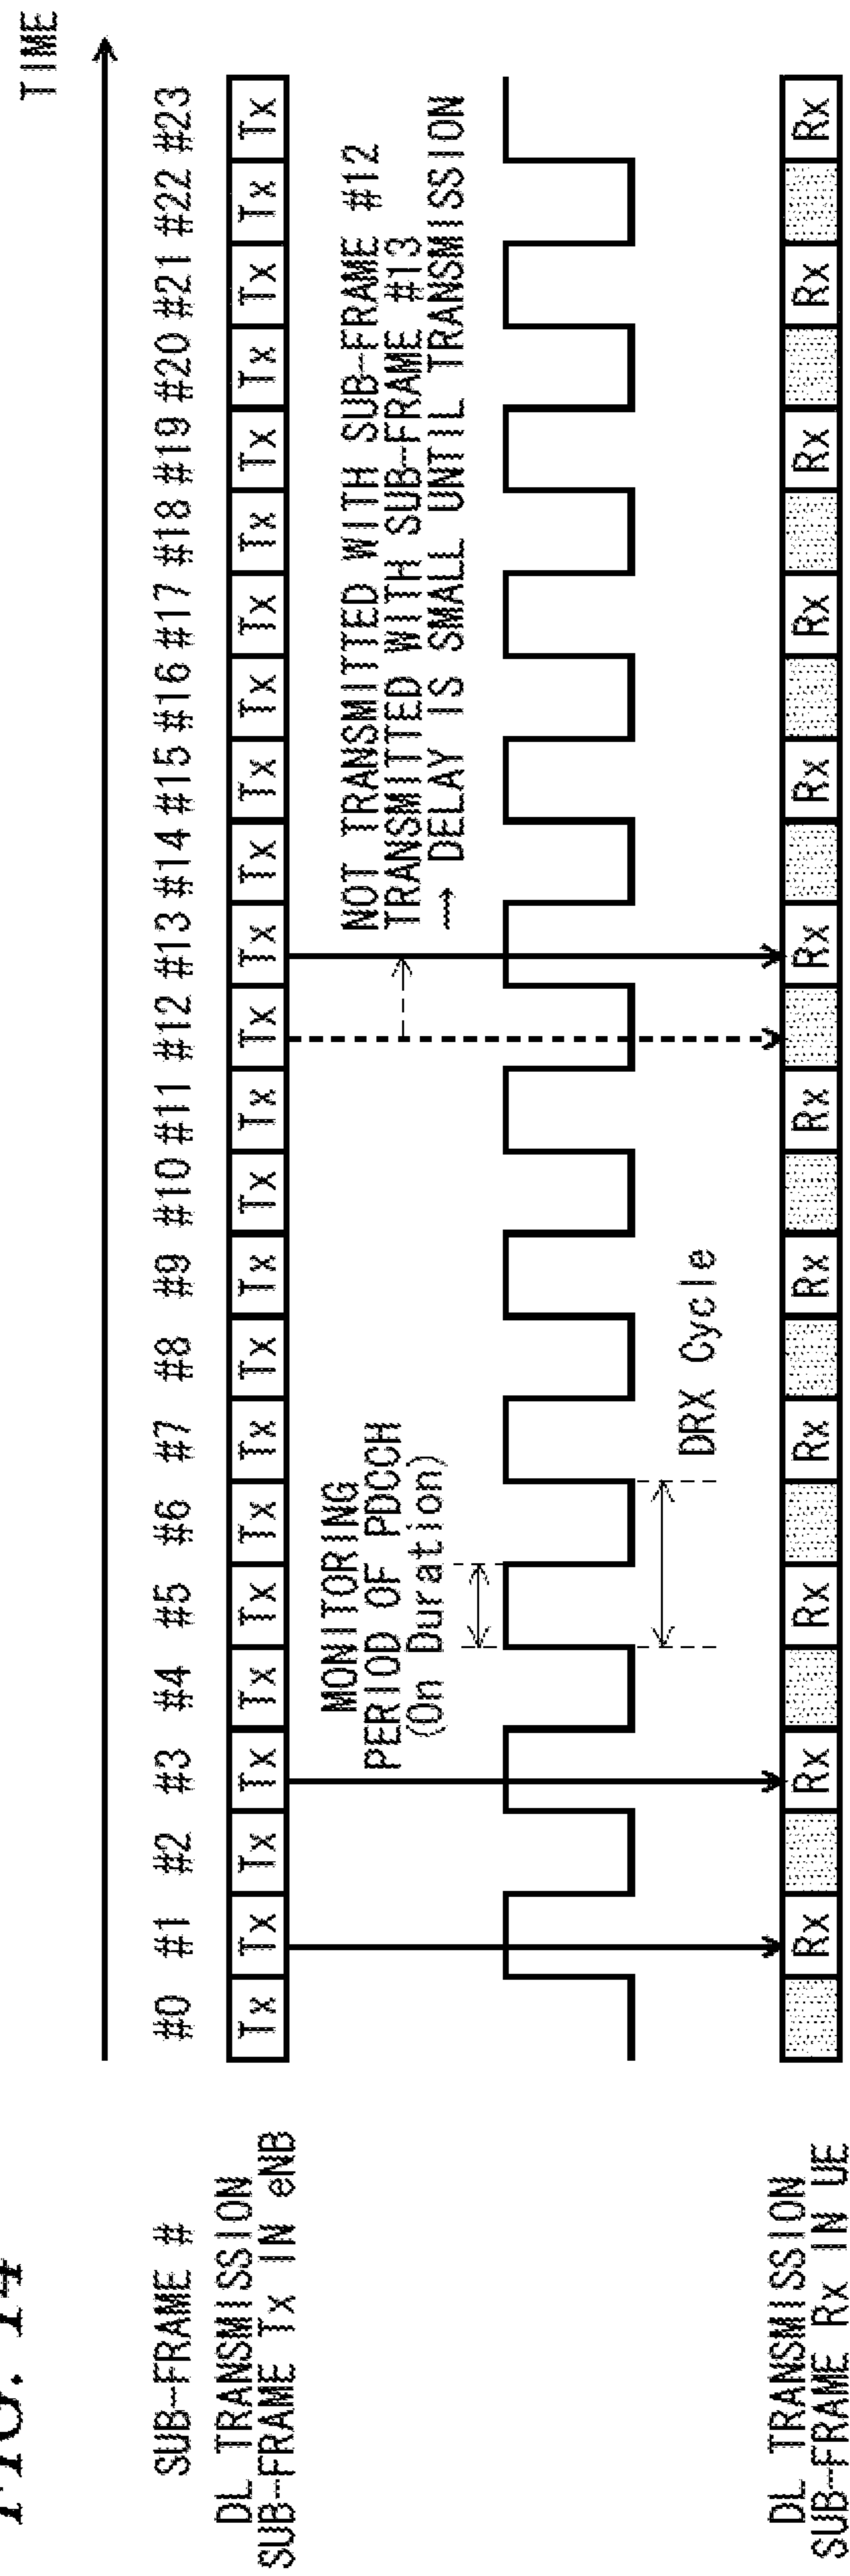 FIG. 14
TIME
SUB-FRAME # #0 #1 #2 #3 #4 #5 #6 #7 #8 #9 #10 #11 #12 #13 #14 #15 #16 #17 #18 #19 #20 #21 #22 #23
DL TRANSMISSION
SUB-FRAME Tx IN eNB
Tx Tx Tx Tx Tx Tx Tx Tx Tx Tx Tx Tx Tx Tx Tx Tx Tx Tx Tx Tx Tx Tx Tx Tx
MONITORING
PERIOD OF PDCCH
(On Duration)
NOT TRANSMITTED WITH SUB-FRAME #12
TRANSMITTED WITH SUB-FRAME #13
→ DELAY IS SMALL UNTIL TRANSMISSION
DRX Cycle
DL TRANSMISSION
SUB-FRAME Rx IN UE
Rx Rx Rx Rx Rx Rx Rx Rx Rx Rx Rx Rx